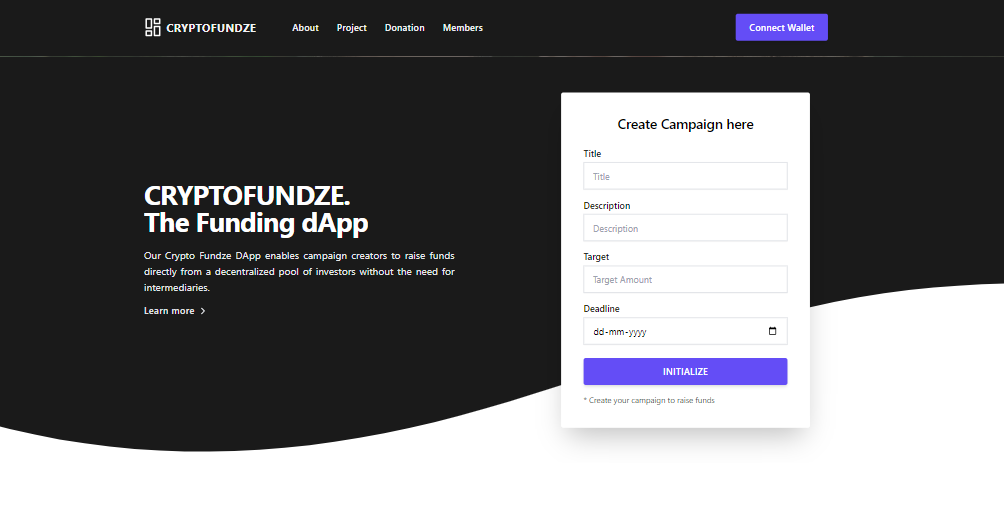 CRYPTOFUNDZE
About
Project
Donation
Members
Connect Wallet
CRYPTOFUNDZE.
The Funding dApp
Our Crypto Fundze DApp enables campaign creators to raise funds
directly from a decentralized pool of investors without the need for
intermediaries.
Learn more
Create Campaign here
Title
Title
Description
Description
Target
Target Amount
Deadline
dd-mm-yyyy
INITIALIZE
* Create your campaign to raise funds